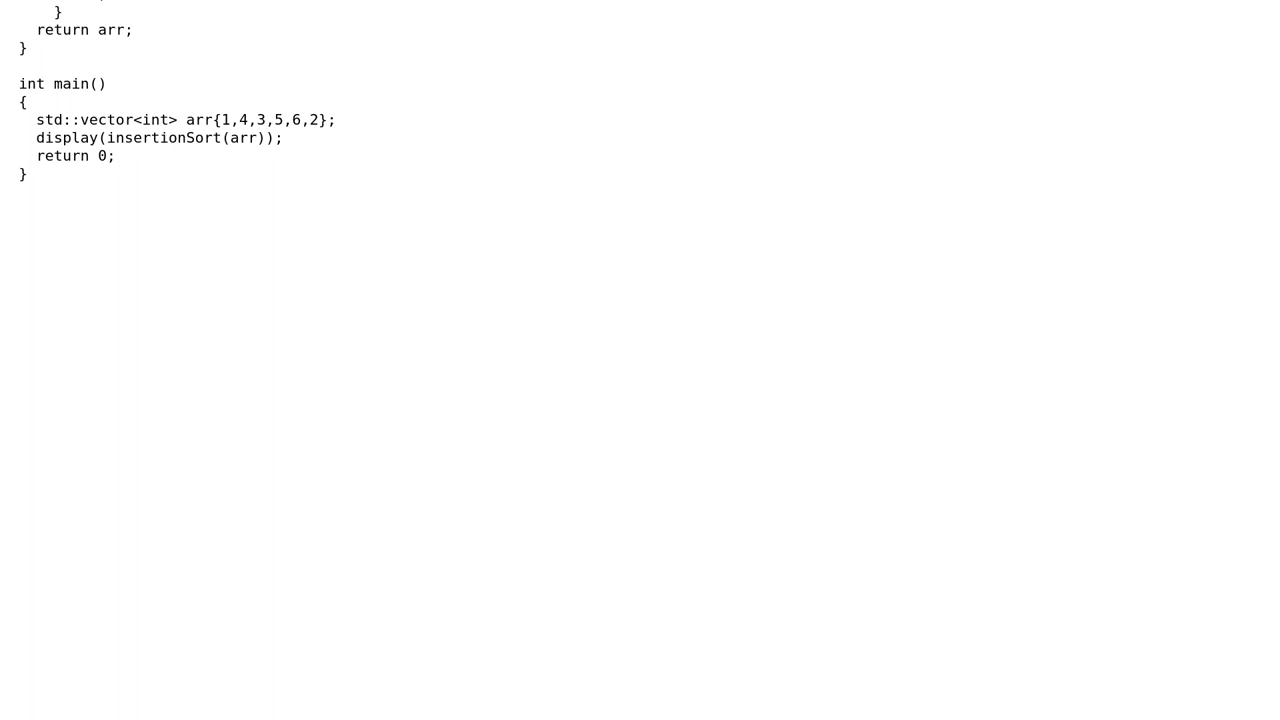 }
  return arr;
}

int main()
{
  std::vector<int> arr{1,4,3,5,6,2};
  display(insertionSort(arr));
  return 0;
}